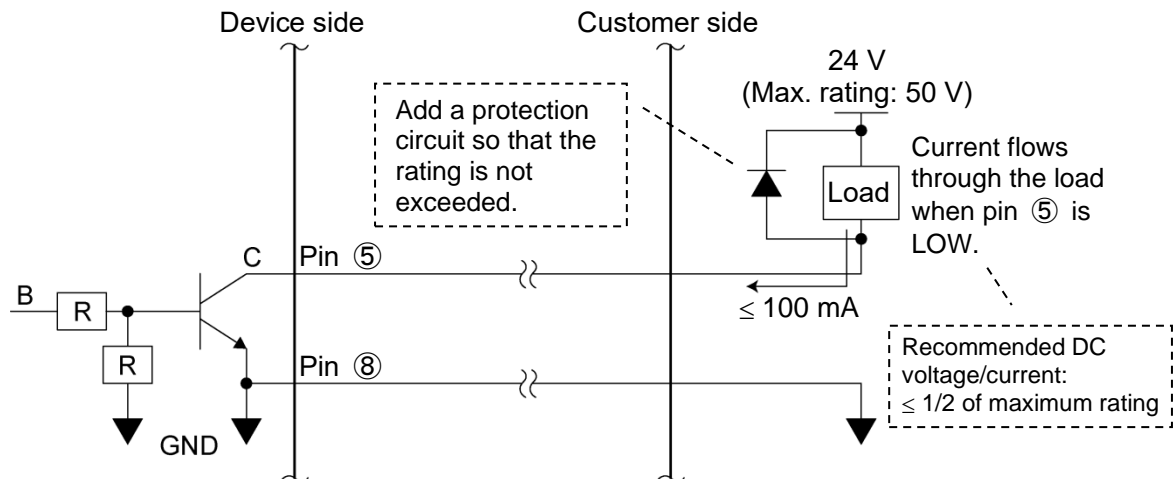 Device side
Customer side
24 V
(Max. rating: 50 V)
Add a protection
circuit so that the
rating is not
exceeded.
Load
Current flows
through the load
when pin ⑤ is
LOW.
C
Pin ⑤
≤ 100 mA
B
R
R
Pin ⑧
GND
Recommended DC
voltage/current:
≤ 1/2 of maximum rating